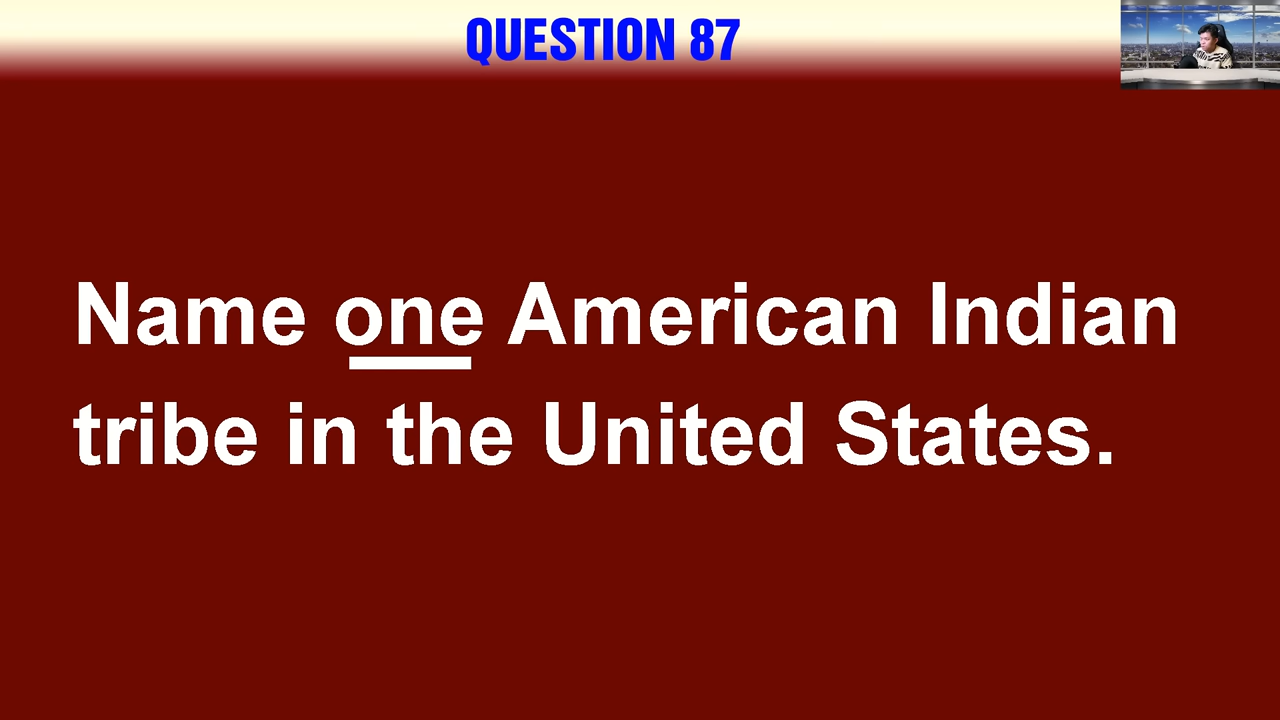 QUESTION 87
Name one American Indian
tribe in the United States.